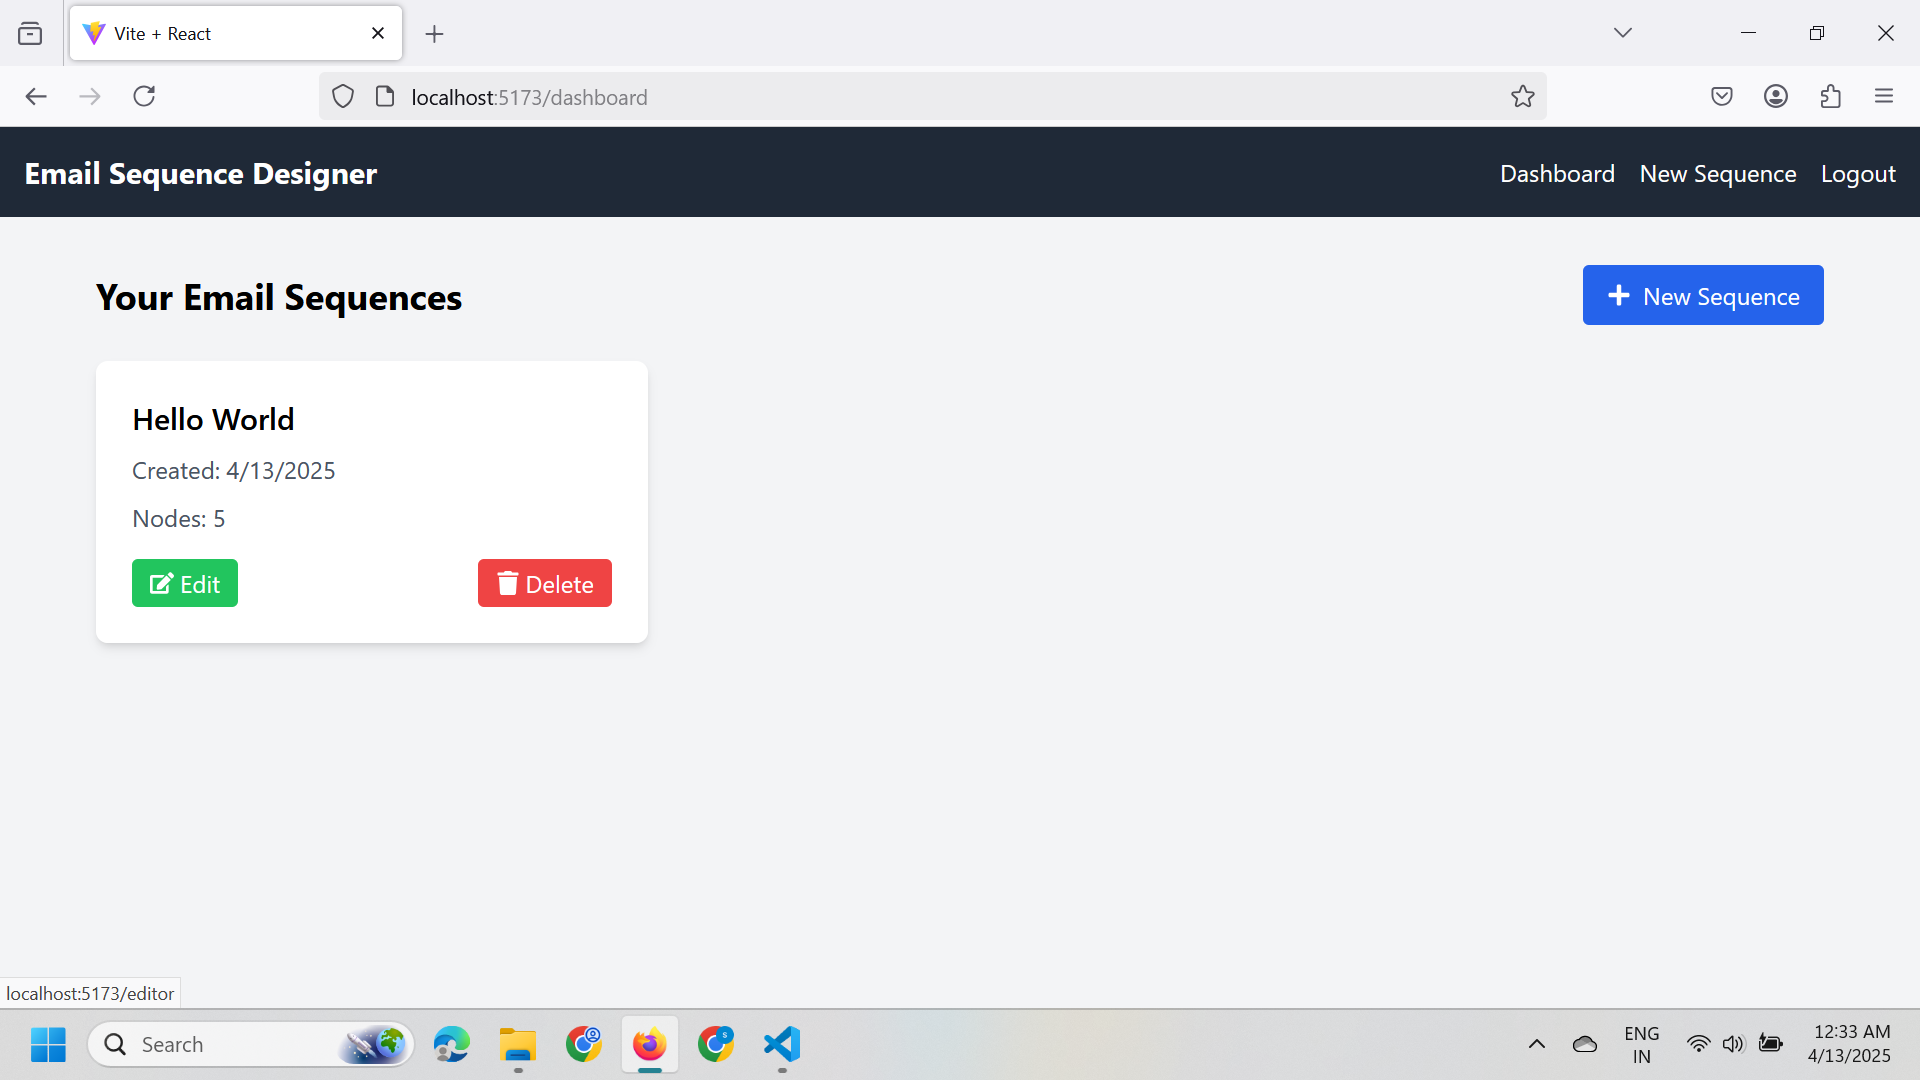 Vite + React
localhost:5173/dashboard
Email Sequence Designer
Dashboard New Sequence Logout
Your Email Sequences
New Sequence
Hello World
Created: 4/13/2025
Nodes: 5
Edit
Delete
localhost:5173/editor
Search
S
ENG
IN
12:33 AM
4/13/2025